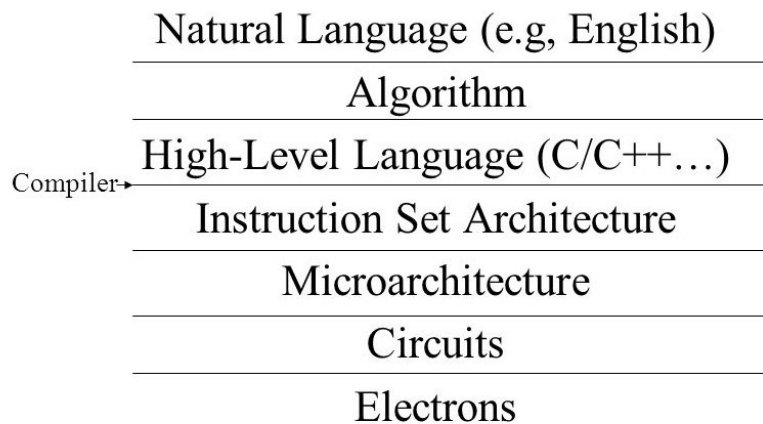 Natural Language (e.g, English)
Algorithm
High-Level Language (C/C++…)
Compiler
Instruction Set Architecture
Microarchitecture
Circuits
Electrons